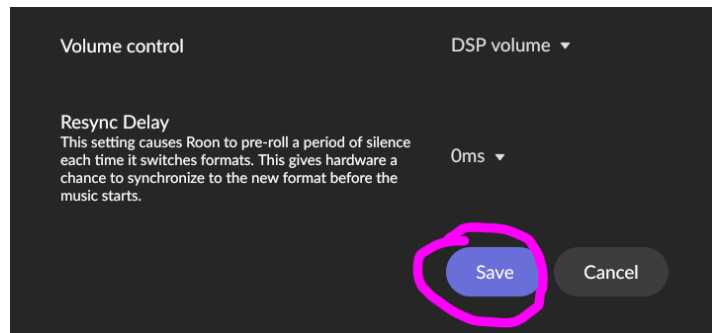 Volume control DSP volume
Resync Delay
This setting causes Roon to pre-roll a period of silence
each time it switches formats. This gives hardware a
chance to synchronize to the new format before the
music starts.
0ms
Save Cancel